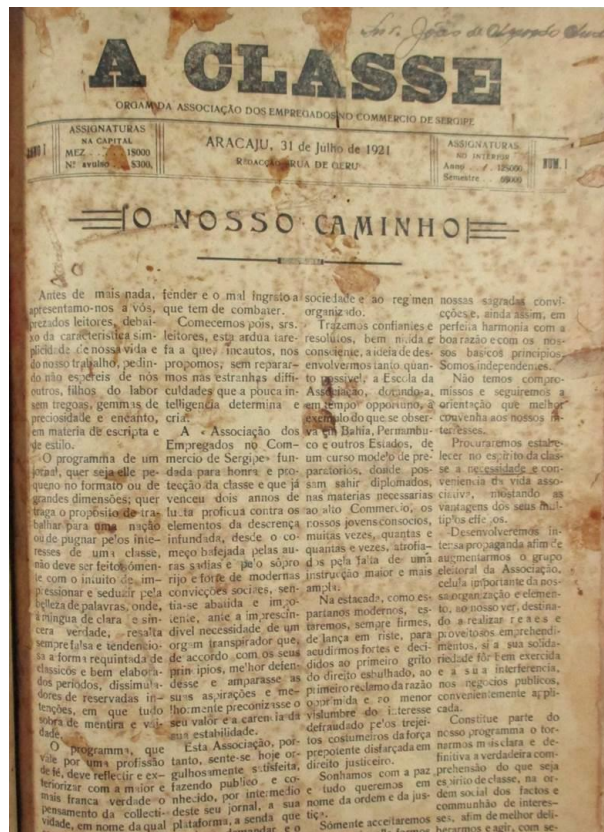 Snr. João de
A CLASSE
ORGAM DA ASSOCIAÇÃO DOS EMPREGADOS NO COMMERCIO DE SERGIPE
ANNO I
ASSIGNATURAS
NA CAPITAL
MEZ . . . 1$000
Nº avulso . . $300
ARACAJU, 31 de Julho de 1921
REDACÇÃO RUA DE GERU
ASSIGNATURAS
NO INTERIOR
Anno
Semestre . . 6$000
NUM. 1
O NOSSO CAMINHO
Antes de mais nada,
apresentamo-nos a vós,
prezados leitores, debai-
xo da caracteristica sim-
plicidade de nossa vida e
do nosso trabalho, pedin-
do não espereis de nós
outros, filhos do labor
sem tregoas, gemmas de
preciosidade e encanto,
em materia de escripta e
de estilo.
O programma de um
jornal, quer seja elle pe-
queno no formato ou de
grandes dimensões; quer
traga o proposito de tra-
balhar para uma nação
ou de pugnar pelos inte-
resses de uma classe,
não deve ser feito sómen-
te com o intuito de im-
pressionar e seduzir pela
belleza de palavras, onde,
à mingua de clara e sin-
cera verdade, resalta
sempre falsa e tendencio-
sa a forma requintada de
classicos e bem elabora-
dos periodos, dissimula-
dores de reservadas in-
tenções, em que tudo
sobra de mentira e vai-
dade.
O programma, que
vale por uma profissão
de fé, deve reflectir e ex-
teriorizar com a maior e
mais franca verdade o
pensamento da collecti-
vidade, em nome da qual
fender e o mal ingrato a
que tem de combater.
Comecemos pois, srs.
leitores, esta ardua tare-
fa a que, incautos, nos
propomos, sem reparar-
mos nas estranhas diffi-
culdades que a pouca in-
telligencia determina e
cria.
A «Associação dos
Empregados no Com-
mercio de Sergipe» fun-
dada para honra e pro-
tecção da classe e que já
venceu dois annos de
lucta proficua contra os
elementos da descrença
infundada, desde o co-
meço bafejada pelas au-
ras sadias e pelo sôpro
rijo e forte de modernas
convicções sociaes, sen-
tia-se abatida e impo-
tente, ante a imprescin-
divel necessidade de um
orgam transpirador que,
de accordo com os seus
principios, melhor defen-
desse e amparasse as
suas aspirações e me-
lhormente preconizasse o
seu valor e a carencia da
sua estabilidade.
Esta Associação, por-
tanto, sente-se hoje or-
gulhosamente satisfeita,
fazendo publico e co-
nhecido, por intermedio
deste seu jornal, a sua
plataforma, a senda que
sociedade e ao regimen
organizado.
Trazemos confiantes e
resolutos, bem nitida e
consciente, a ideia de des-
envolvermos tanto quan-
to possivel, a Escola da
Associação, dotando-a,
em tempo opportuno, a
exemplo do que se obser-
va em Bahia, Pernambu-
co e outros Estados, de
um curso modelo de pre-
paratorios, donde pos-
sam sahir diplomados,
nas materias necessarias
ao alto Commercio, os
nossos jovens consocios,
muitas vezes, quantas e
quantas e vezes, atrofia-
dos pela falta de uma
instrucção maior e mais
ampla.
Na estacada, como es-
partanos modernos, es-
taremos, sempre firmes,
de lança em riste, para
acudirmos fortes e deci-
didos ao primeiro grito
do direito esbulhado, ao
primeiro reclamo da razão
opprimida e ao menor
vislumbre do interesse
defraudado pelos trejei-
tos costumeiros da força
prepotente disfarçada em
direito justiceiro.
Sonhamos com a paz
e tudo queremos em
nome da ordem e da jus-
tiça.
Sómente acceitaremos
nossas sagradas convi-
cções e, ainda assim, em
perfeita harmonia com a
boa razão e com os nos-
sos basicos principios.
Somos independentes.
Não temos compro-
missos e seguiremos a
orientação que melhor
convenha aos nossos in-
teresses.
Procuraremos estabe-
lecer no espirito da clas-
se a necessidade e con-
veniencia da vida asso-
ciativa, mostando as
vantagens dos seus mul-
tiplos effeitos.
Desenvolveremos in-
tensa propaganda afim de
augmentarmos o grupo
eleitoral da Associação,
celula importante da nos-
sa organização e elemen-
to, ao nosso ver, destina-
do a realizar reaes e
proveitosos emprehendi-
mentos, si a sua solida-
riedade fôr bem exercida
e a sua interferencia,
nos negocios publicos,
convenientemente appli-
cada.
Constitue parte do
nosso programma o tor-
narmos mais clara e de-
finitiva a verdadeira com-
prehensão do que seja
espirito de classe, na or-
dem social dos factos e
communhão de interes-
ses, afim de melhor deli-